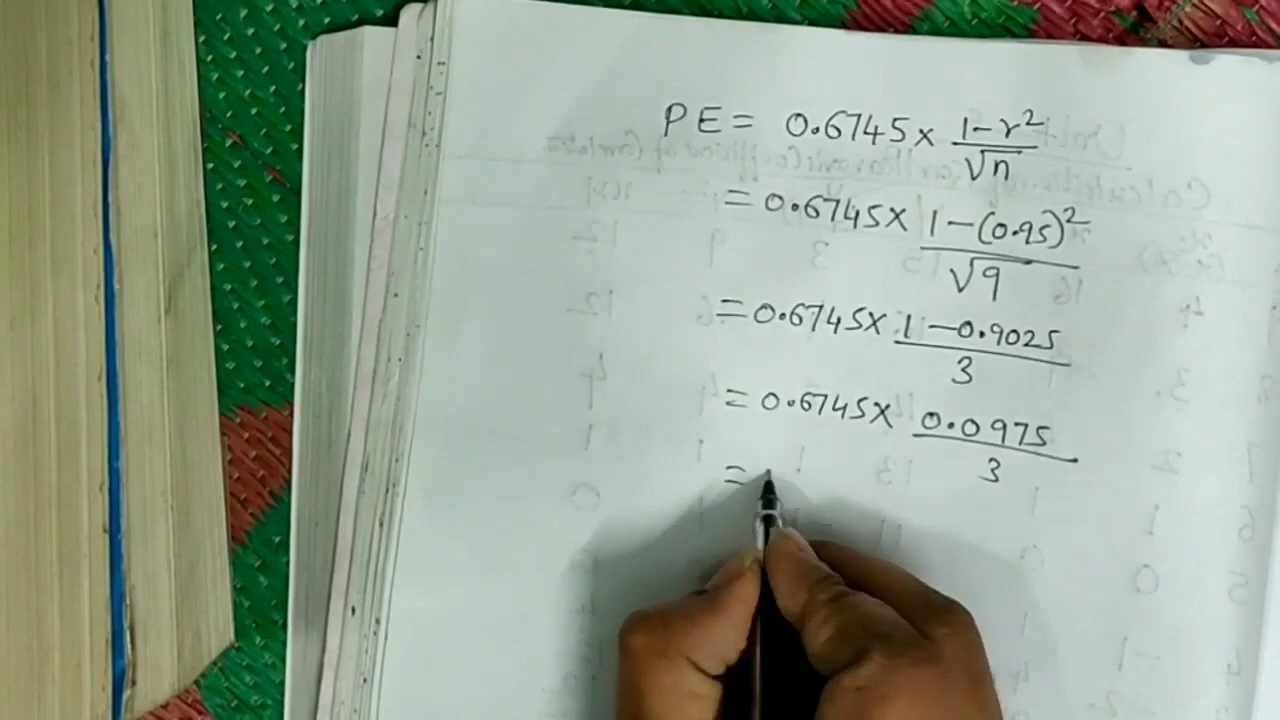 PE = 0.6745 × 1-r² / √n
= 0.6745 × 1-(0.95)² / √9
= 0.6745 × 1-0.9025 / 3
= 0.6745 × 0.0975 / 3
=